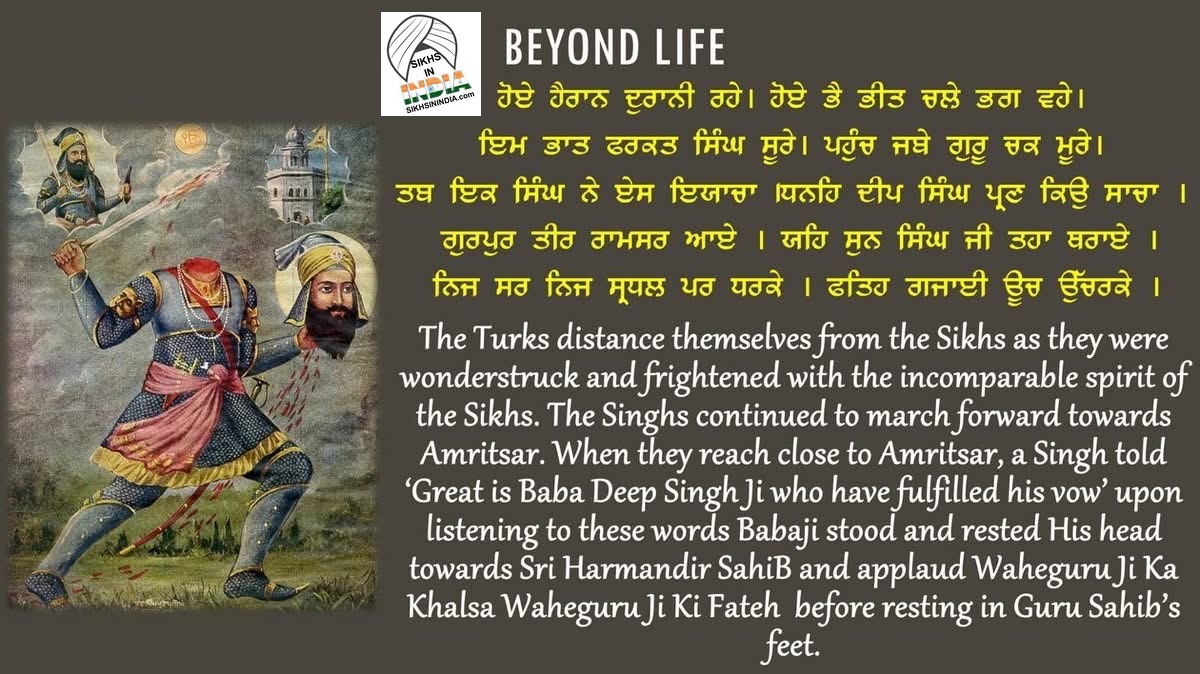 SIKHS
IN
INDIA
SIKHSININDIA.com
BEYOND LIFE
ਹੋਏ ਹੈਰਾਨ ਦੁਰਾਨੀ ਰਹੇ। ਹੋਏ ਭੈ ਭੀਤ ਚਲੇ ਭਗ ਵਹੇ।
ਇਮ ਭਾਤ ਫਰਕਤ ਸਿੰਘ ਸੂਰੇ। ਪਹੁੰਚ ਜਬੇ ਗੁਰੂ ਚਕ ਮੂਰੇ।
ਤਬ ਇਕ ਸਿੰਘ ਨੇ ਏਸ ਇਯਾਚਾ ।ਧਨਹਿ ਦੀਪ ਸਿੰਘ ਪ੍ਰਣ ਕਿਉ ਸਾਚਾ ।
ਗੁਰਪੁਰ ਤੀਰ ਰਾਮਸਰ ਆਏ । ਯਹਿ ਸੁਨ ਸਿੰਘ ਜੀ ਤਹਾ ਥਰਾਏ ।
ਨਿਜ ਸਰ ਨਿਜ ਸ੍ਰਧਲ ਪਰ ਧਰਕੇ । ਫਤਿਹ ਗਜਾਈ ਊਚ ਉੱਚਰਕੇ ।
The Turks distance themselves from the Sikhs as they were
wonderstruck and frightened with the incomparable spirit of
the Sikhs. The Singhs continued to march forward towards
Amritsar. When they reach close to Amritsar, a Singh told
‘Great is Baba Deep Singh Ji who have fulfilled his vow’ upon
listening to these words Babaji stood and rested His head
towards Sri Harmandir SahiB and applaud Waheguru Ji Ka
Khalsa Waheguru Ji Ki Fateh before resting in Guru Sahib’s
feet.